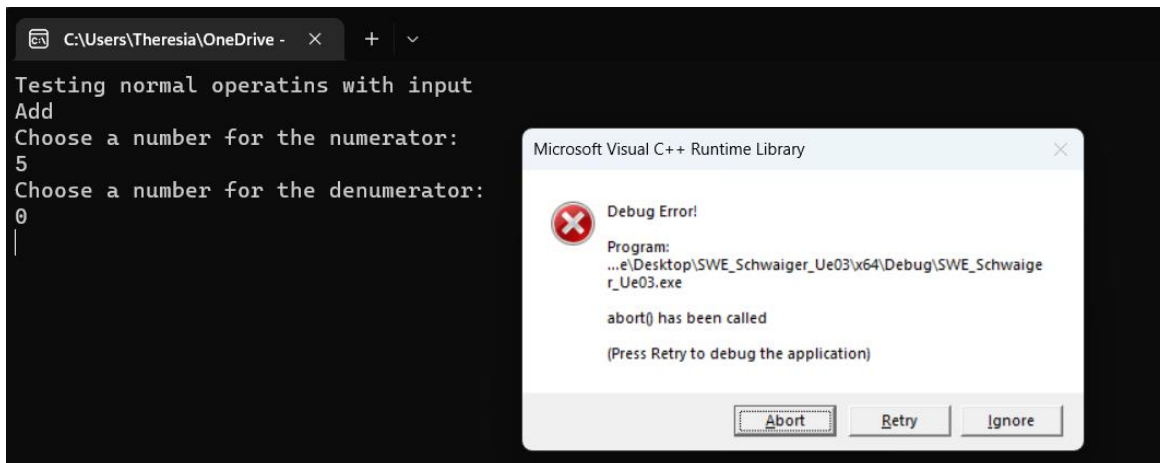 C:\Users\Theresia\OneDrive -
Testing normal operatins with input
Add
Choose a number for the numerator:
5
Choose a number for the denumerator:
0
Microsoft Visual C++ Runtime Library
Debug Error!
Program:
...e\Desktop\SWE_Schwaiger_Ue03\x64\Debug\SWE_Schwaige
r_Ue03.exe
abort() has been called
(Press Retry to debug the application)
Abort Retry Ignore